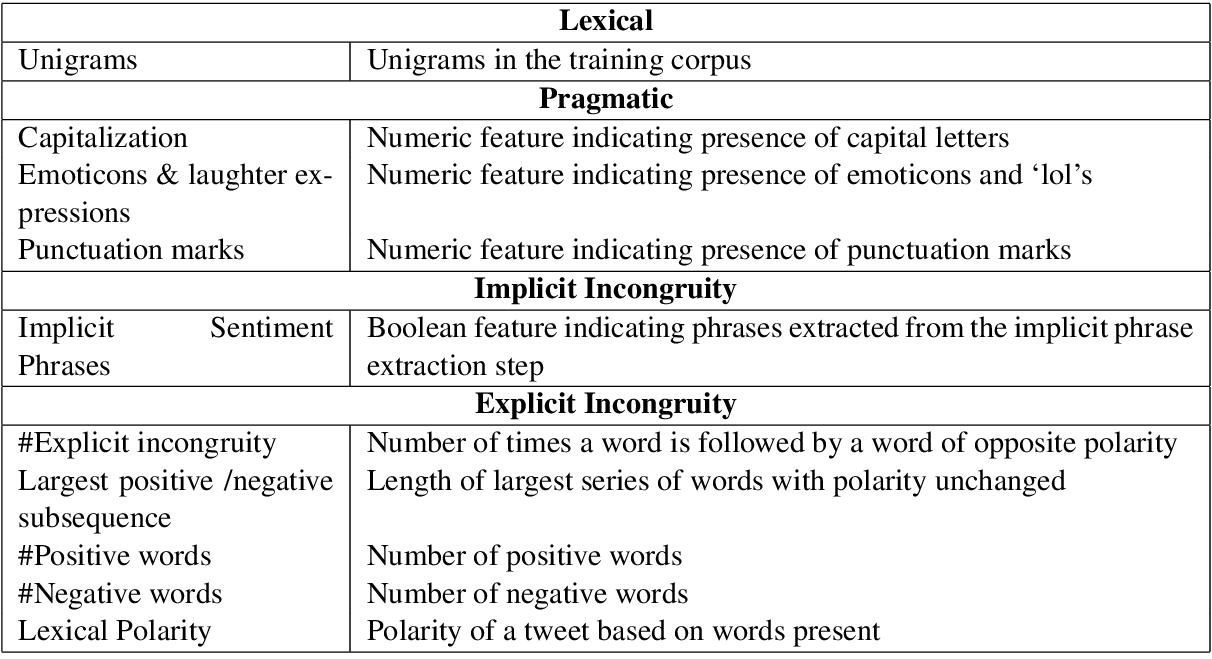 Lexical
Unigrams Unigrams in the training corpus
Pragmatic
Capitalization Numeric feature indicating presence of capital letters
Emoticons & laughter ex- Numeric feature indicating presence of emoticons and ‘lol’s
pressions
Punctuation marks Numeric feature indicating presence of punctuation marks
Implicit Incongruity
Implicit Sentiment Boolean feature indicating phrases extracted from the implicit phrase
Phrases extraction step
Explicit Incongruity
#Explicit incongruity Number of times a word is followed by a word of opposite polarity
Largest positive /negative Length of largest series of words with polarity unchanged
subsequence
#Positive words Number of positive words
#Negative words Number of negative words
Lexical Polarity Polarity of a tweet based on words present